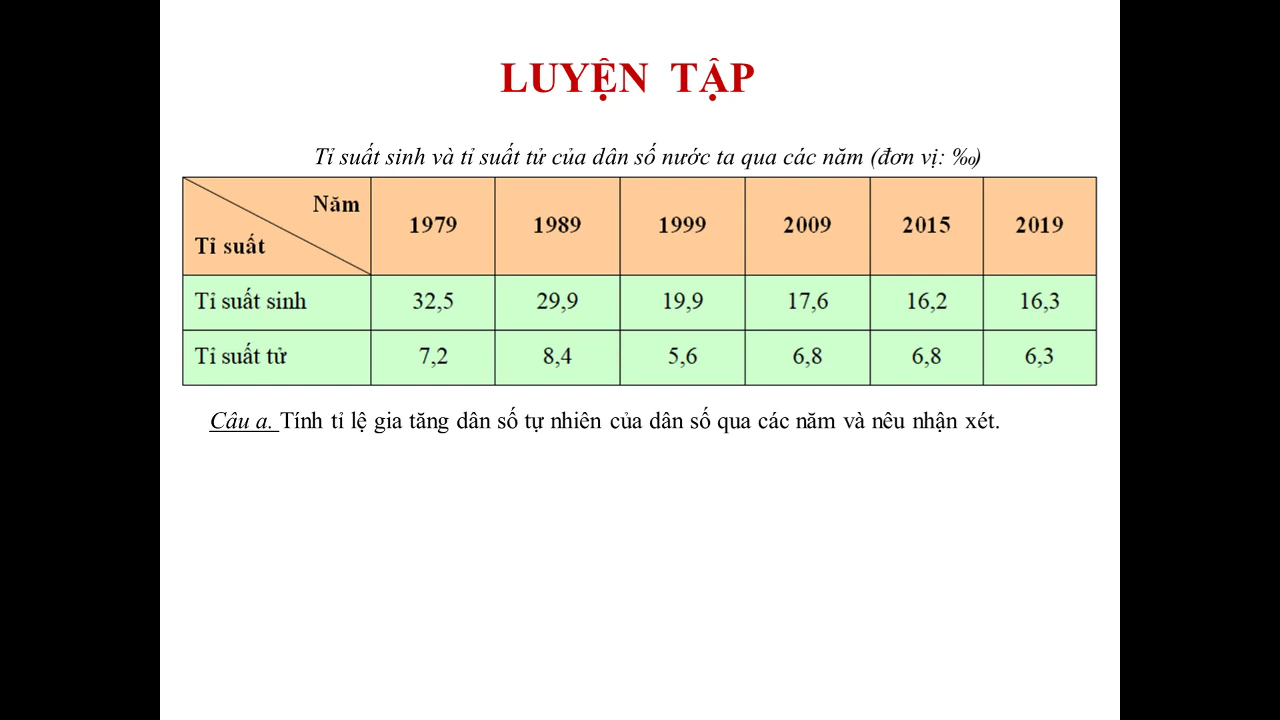 LUYỆN TẬP
Tỉ suất sinh và tỉ suất tử của dân số nước ta qua các năm (đơn vị: ‰)
Năm
Tỉ suất
1979 1989 1999 2009 2015 2019
Tỉ suất sinh 32,5 29,9 19,9 17,6 16,2 16,3
Tỉ suất tử 7,2 8,4 5,6 6,8 6,8 6,3
Câu a. Tính tỉ lệ gia tăng dân số tự nhiên của dân số qua các năm và nêu nhận xét.